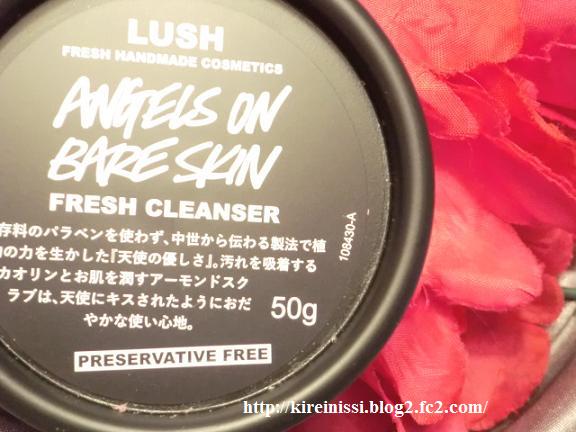 LUSH
FRESH HANDMADE COSMETICS
ANGELS ON
BARE SKIN
FRESH CLEANSER
存料のパラベンを使わず、中世から伝わる製法で植
の力を生かした『天使の優しさ』。汚れを吸着する
カオリンとお肌を潤すアーモンドスク
ラブは、天使にキスされたようにおだ
やかな使い心地。
50g
108430-A
PRESERVATIVE FREE
http://kireinissi.blog2.fc2.com/